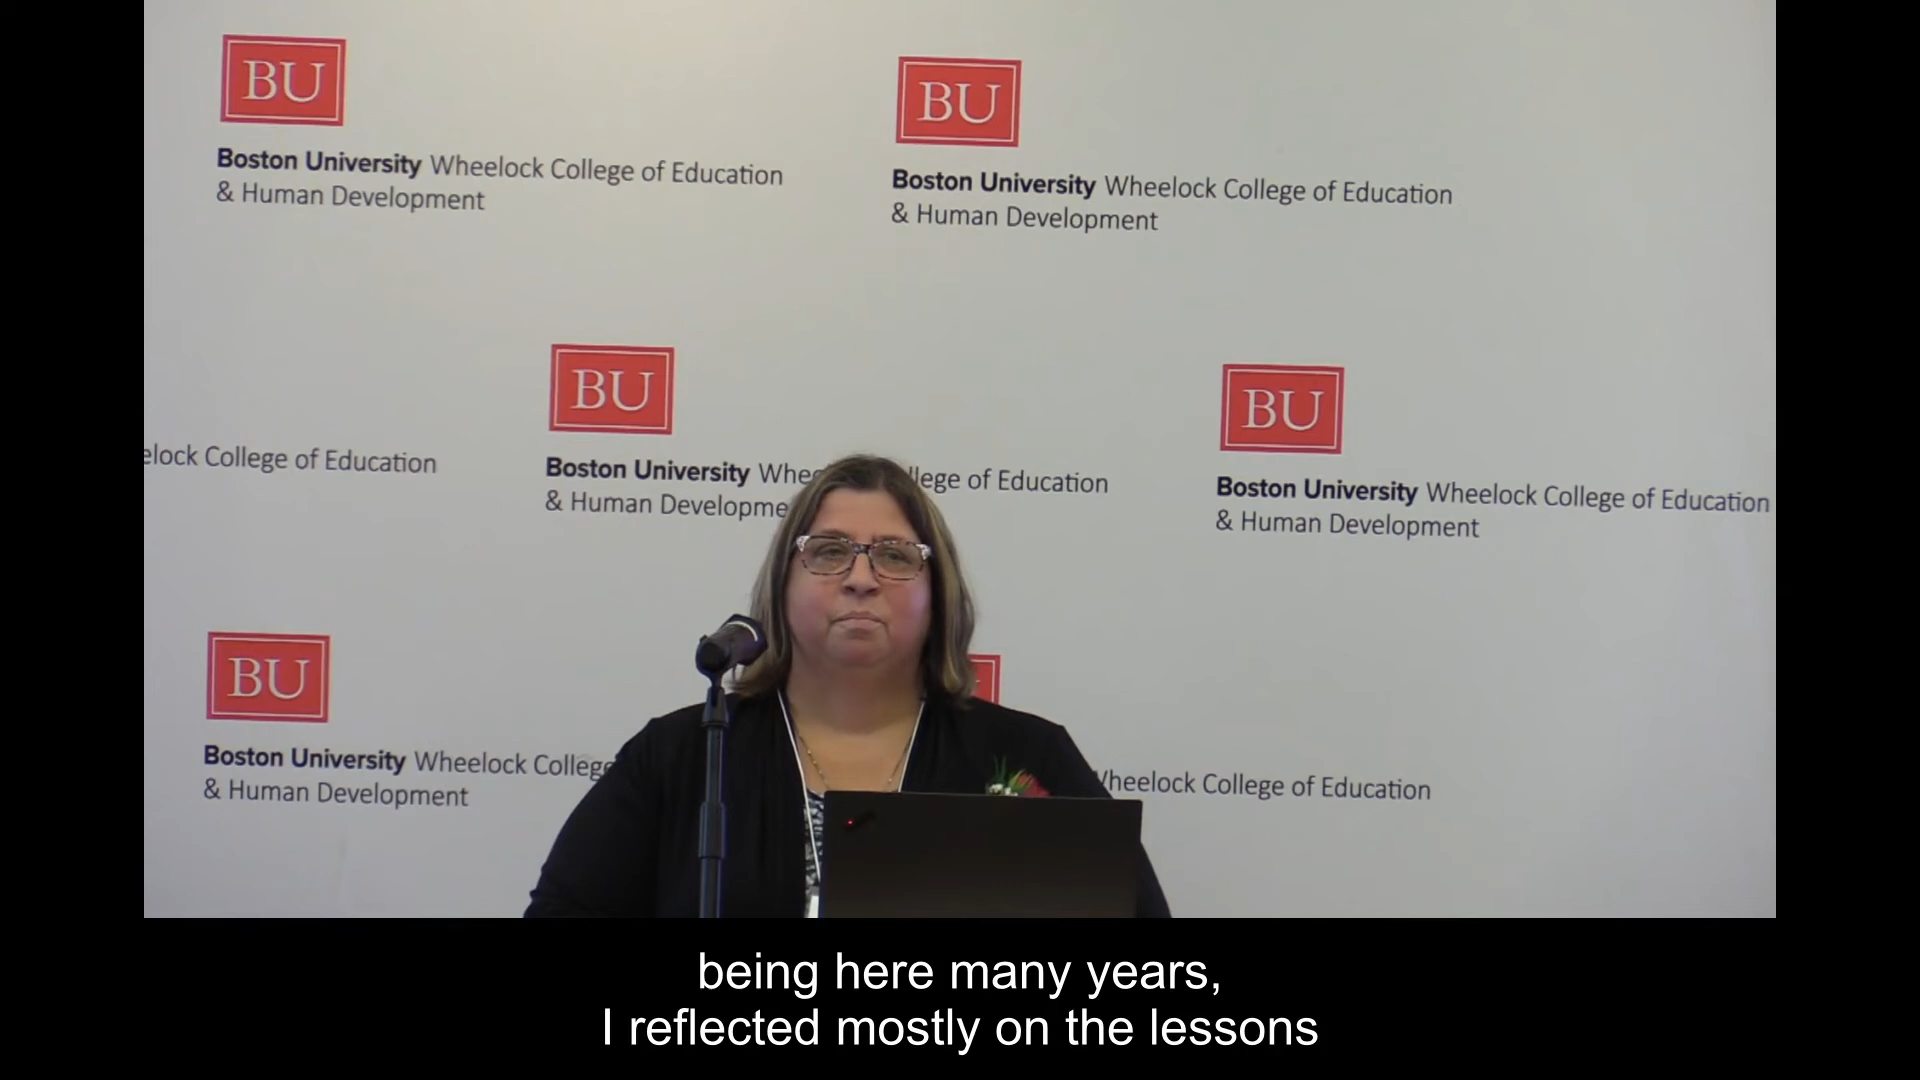 BU
Boston University Wheelock College of Education
& Human Development
BU
Boston University Wheelock College of Education
& Human Development
elock College of Education
BU
Boston University Whee llege of Education
& Human Developme
BU
Boston University Wheelock College of Education
& Human Development
BU
Boston University Wheelock College
& Human Development
Wheelock College of Education
being here many years,
I reflected mostly on the lessons